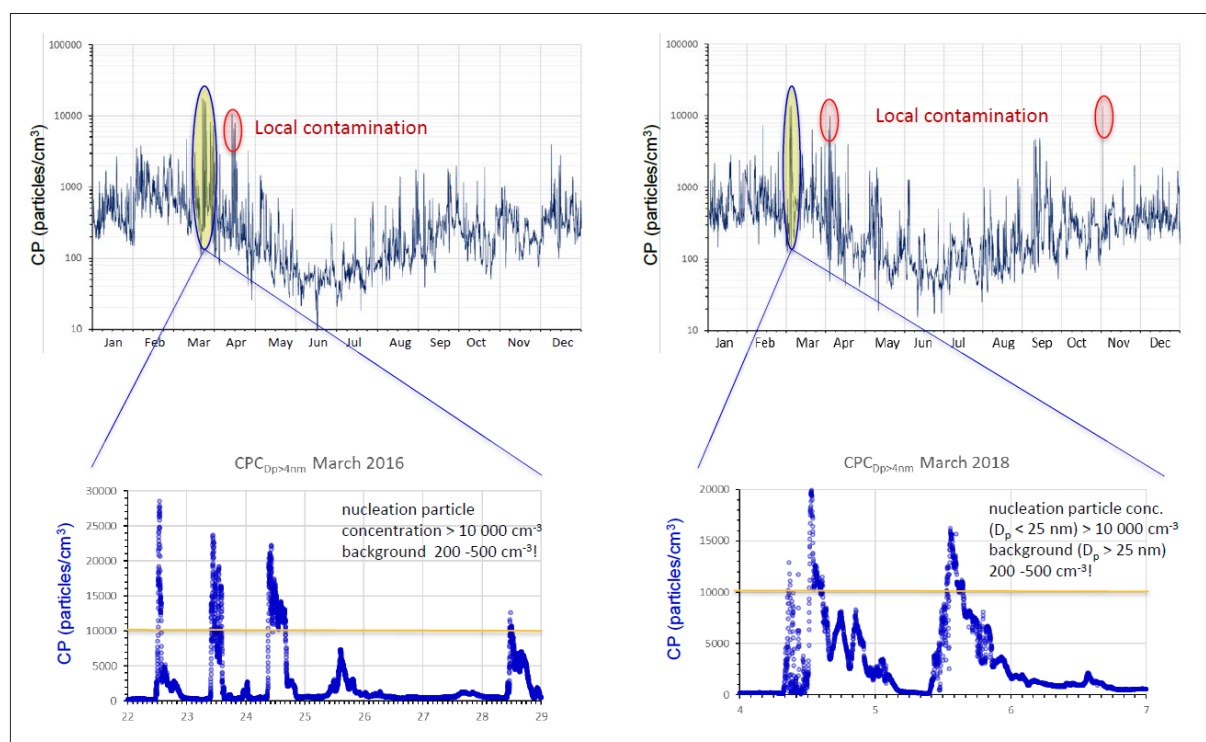 100000
10000
1000
100
10
CP (particles/cm³)
Local contamination
Jan Feb Mar Apr May Jun Jul Aug Sep Oct Nov Dec
100000
10000
1000
100
10
CP (particles/cm³)
Local contamination
Jan Feb Mar Apr May Jun Jul Aug Sep Oct Nov Dec
CPC_Dp>4nm March 2016
30000
25000
20000
15000
10000
5000
0
CP (particles/cm³)
nucleation particle
concentration > 10 000 cm⁻³
background 200 -500 cm⁻³!
22 23 24 25 26 27 28 29
CPC_Dp>4nm March 2018
20000
15000
10000
5000
0
CP (particles/cm³)
nucleation particle conc.
(D_p < 25 nm) > 10 000 cm⁻³
background (D_p > 25 nm)
200 -500 cm⁻³!
4 5 6 7